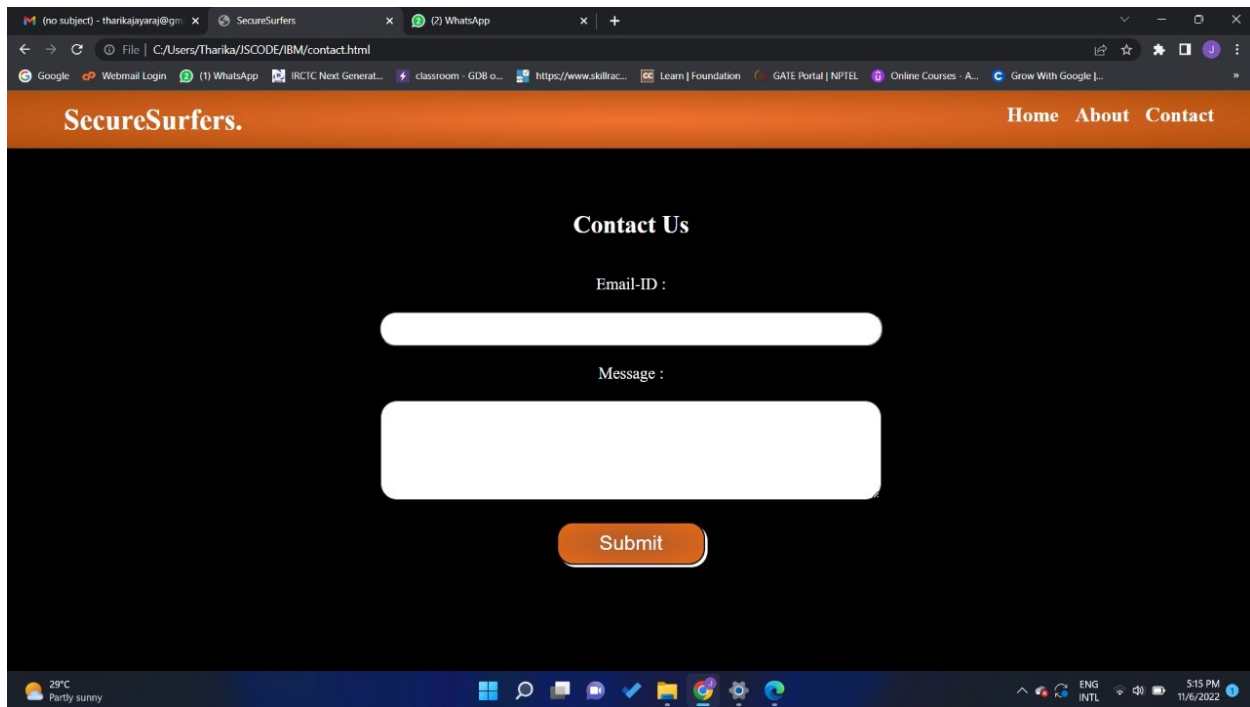 (no subject) - tharikajayaraj@gm
SecureSurfers
(2) WhatsApp
File | C:/Users/Tharika/JSCODE/IBM/contact.html
Google
cP Webmail Login
(1) WhatsApp
IRCTC Next Generat...
classroom - GDB o...
https://www.skillrac...
CC Learn | Foundation
GATE Portal | NPTEL
Online Courses - A...
C Grow With Google |...
SecureSurfers.
Home About Contact
Contact Us
Email-ID :
Message :
Submit
29°C
Partly sunny
ENG
INTL
5:15 PM
11/6/2022
1